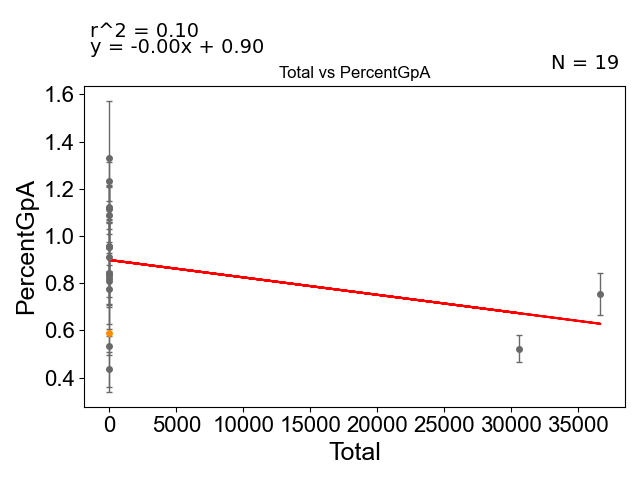 r^2 = 0.10
y = -0.00x + 0.90
N = 19
Total vs PercentGpA
PercentGpA
1.6
1.4
1.2
1.0
0.8
0.6
0.4
0 5000 10000 15000 20000 25000 30000 35000
Total